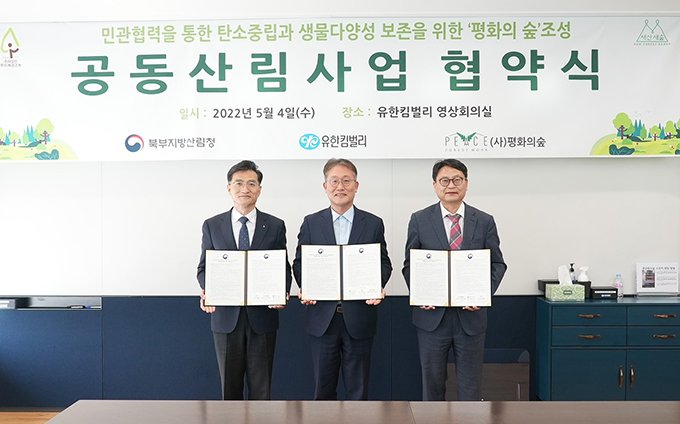 민관협력을 통한 탄소중립과 생물다양성 보존을 위한 '평화의 숲'조성
공동산림사업 협약식
일시 : 2022년 5월 4일(수) 장소 : 유한킴벌리 영상회의실
북부지방산림청 유한킴벌리 PEACE FOREST WORK (사)평화의숲